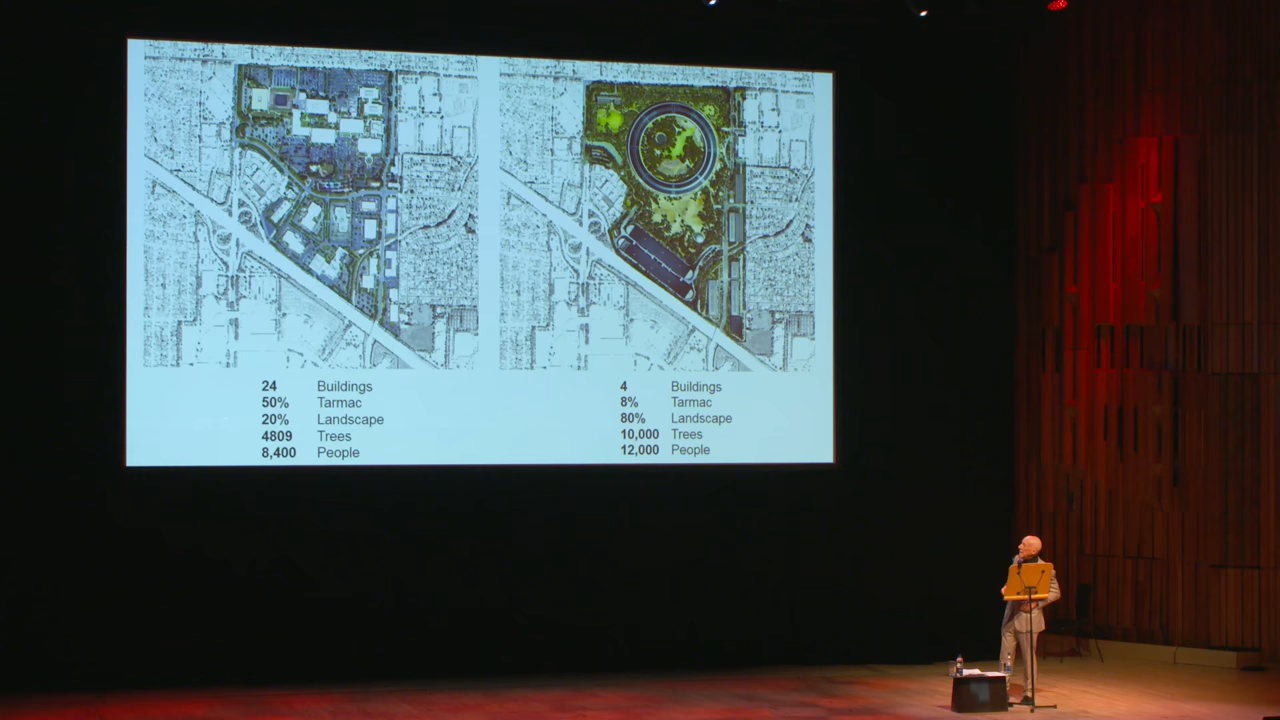 24 Buildings
50% Tarmac
20% Landscape
4809 Trees
8,400 People
4 Buildings
8% Tarmac
80% Landscape
10,000 Trees
12,000 People